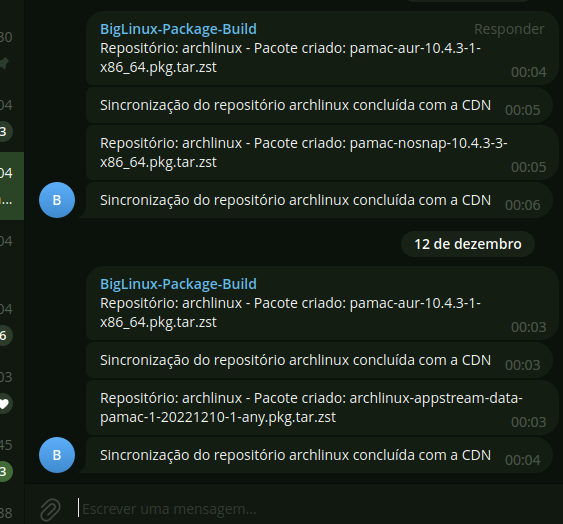 30
BigLinux-Package-Build
Responder
Repositório: archlinux - Pacote criado: pamac-aur-10.4.3-1-
x86_64.pkg.tar.zst
00:04
04
Sincronização do repositório archlinux concluída com a CDN
00:05
3
Repositório: archlinux - Pacote criado: pamac-nosnap-10.4.3-3-
x86_64.pkg.tar.zst
00:05
04
...
B
Sincronização do repositório archlinux concluída com a CDN
00:06
04
12 de dezembro
BigLinux-Package-Build
Repositório: archlinux - Pacote criado: pamac-aur-10.4.3-1-
x86_64.pkg.tar.zst
00:03
04
6
Sincronização do repositório archlinux concluída com a CDN
00:03
03
Repositório: archlinux - Pacote criado: archlinux-appstream-data-
pamac-1-20221210-1-any.pkg.tar.zst
00:03
45
B
Sincronização do repositório archlinux concluída com a CDN
00:04
3
Escrever uma mensagem...
38